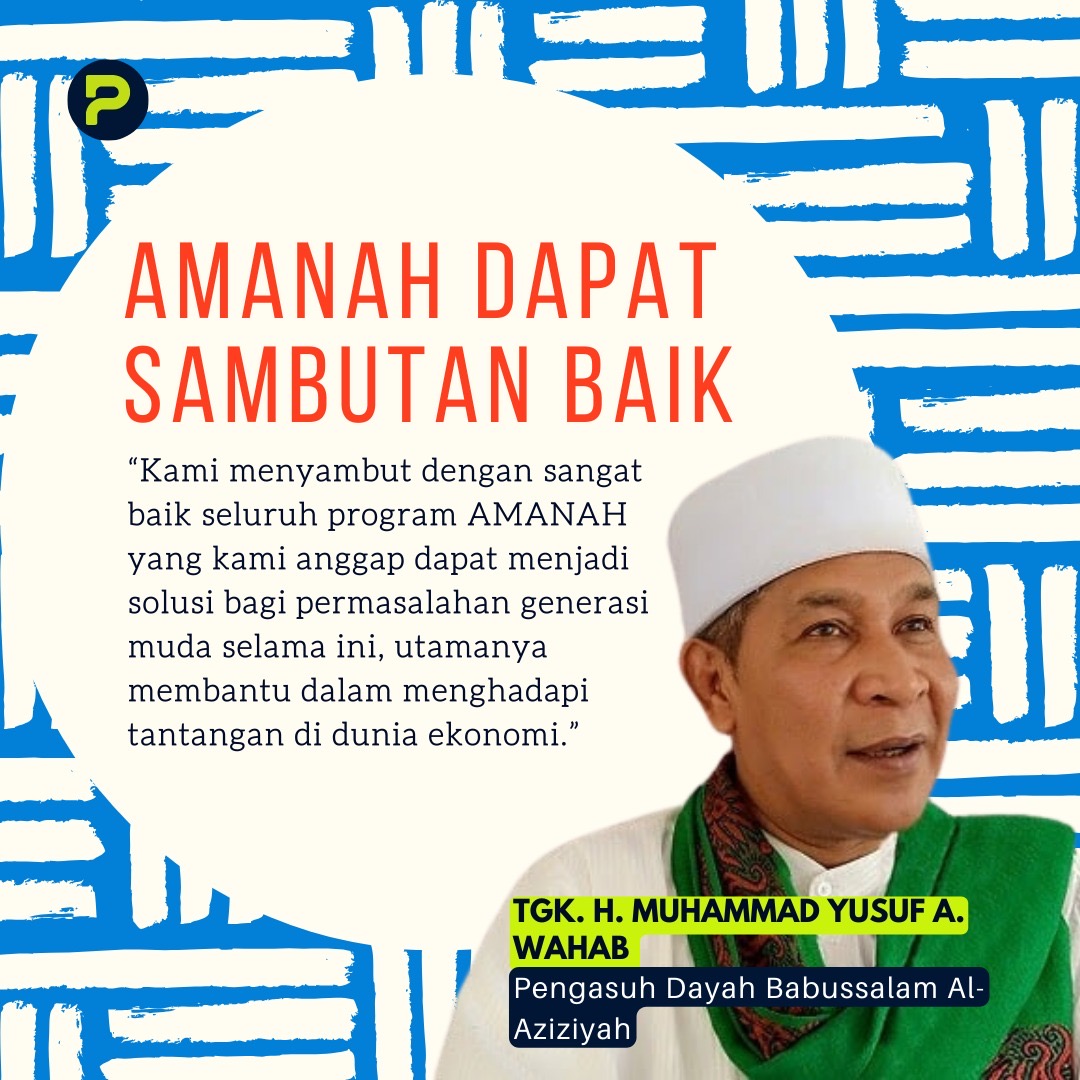 P
AMANAH DAPAT
SAMBUTAN BAIK
“Kami menyambut dengan sangat
baik seluruh program AMANAH
yang kami anggap dapat menjadi
solusi bagi permasalahan generasi
muda selama ini, utamanya
membantu dalam menghadapi
tantangan di dunia ekonomi.”
TGK. H. MUHAMMAD YUSUF A.
WAHAB
Pengasuh Dayah Babussalam Al-
Aziziyah